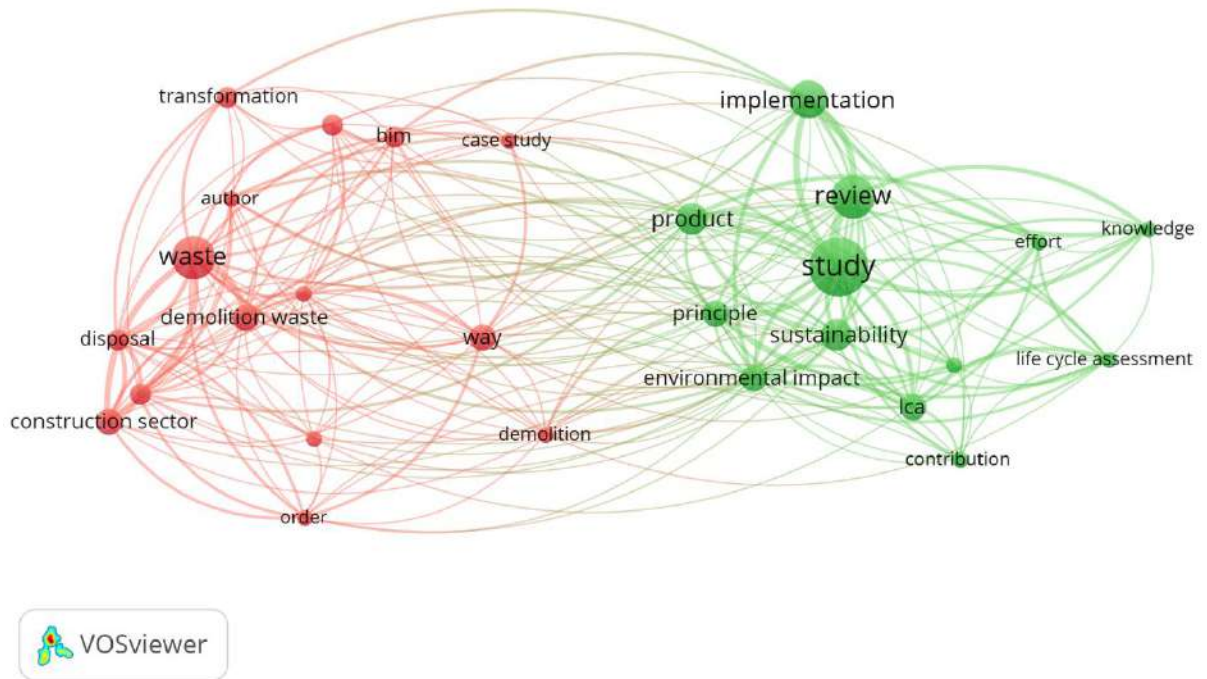 transformation
implementation
bim
case study
author
review
product
knowledge
effort
waste
study
demolition waste
principle
disposal
way
sustainability
life cycle assessment
environmental impact
lca
construction sector
demolition
contribution
order
VOSviewer